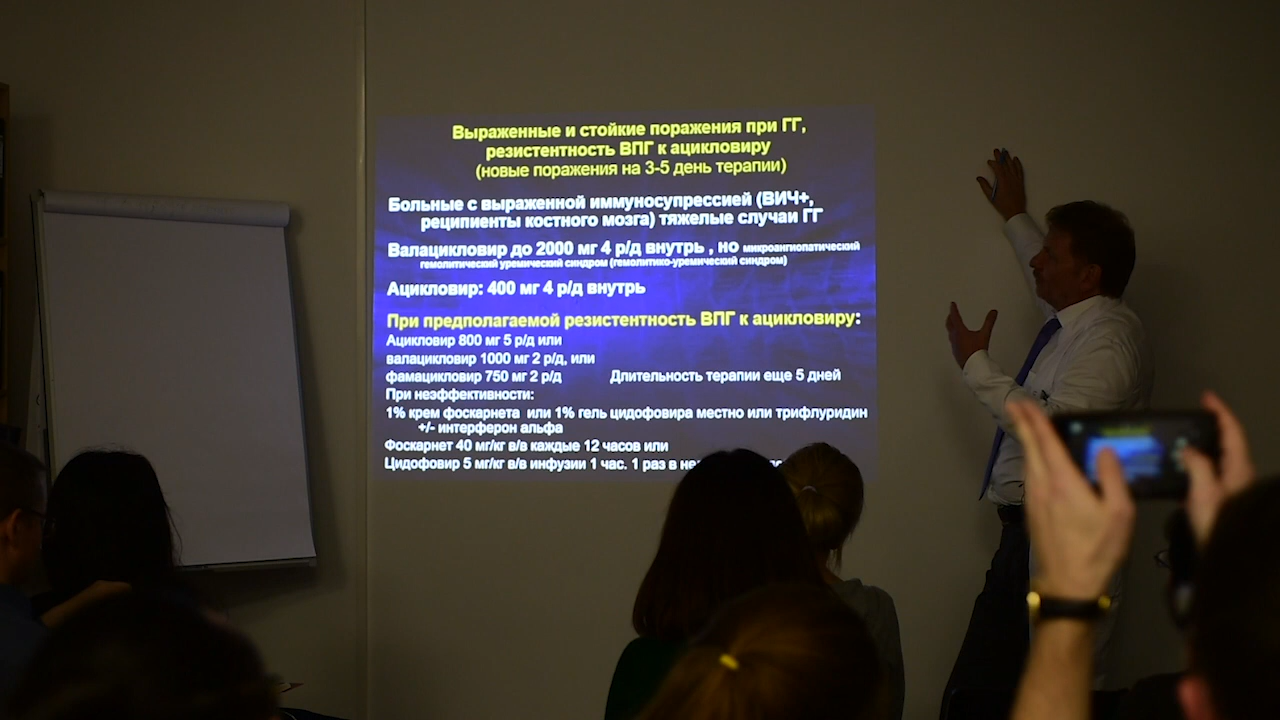 Выраженные и стойкие поражения при ГГ,
резистентность ВПГ к ацикловиру
(новые поражения на 3-5 день терапии)
Больные с выраженной иммуносупрессией (ВИЧ+,
реципиенты костного мозга) тяжелые случаи ГГ
Валацикловир до 2000 мг 4 р/д внутрь , но микроангиопатический
гемолитический уремический синдром (гемолитико-уремический синдром)
Ацикловир: 400 мг 4 р/д внутрь
При предполагаемой резистентность ВПГ к ацикловиру:
Ацикловир 800 мг 5 р/д или
валацикловир 1000 мг 2 р/д, или
фамацикловир 750 мг 2 р/д Длительность терапии еще 5 дней
При неэффективности:
1% крем фоскарнета или 1% гель цидофовира местно или трифлуридин
+/- интерферон альфа
Фоскарнет 40 мг/кг в/в каждые 12 часов или
Цидофовир 5 мг/кг в/в инфузии 1 час. 1 раз в